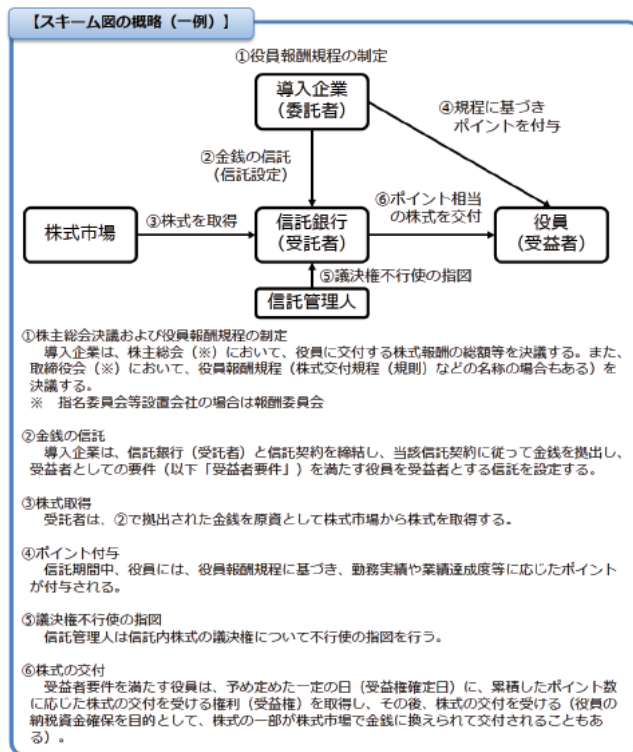 【スキーム図の概略（一例）】
①役員報酬規程の制定
導入企業
（委託者）
④規程に基づき
ポイントを付与
②金銭の信託
（信託設定）
⑥ポイント相当
の株式を交付
株式市場
③株式を取得
信託銀行
（受託者）
役員
（受益者）
⑤議決権不行使の指図
信託管理人
①株主総会決議および役員報酬規程の制定
導入企業は、株主総会（※）において、役員に交付する株式報酬の総額等を決議する。また、
取締役会（※）において、役員報酬規程（株式交付規程（規則）などの名称の場合もある）を
決議する。
※　指名委員会等設置会社の場合は報酬委員会
②金銭の信託
導入企業は、信託銀行（受託者）と信託契約を締結し、当該信託契約に従って金銭を拠出し、
受益者としての要件（以下「受益者要件」）を満たす役員を受益者とする信託を設定する。
③株式取得
受託者は、②で拠出された金銭を原資として株式市場から株式を取得する。
④ポイント付与
信託期間中、役員には、役員報酬規程に基づき、勤務実績や業績達成度等に応じたポイント
が付与される。
⑤議決権不行使の指図
信託管理人は信託内株式の議決権について不行使の指図を行う。
⑥株式の交付
受益者要件を満たす役員は、予め定めた一定の日（受益権確定日）に、累積したポイント数
に応じた株式の交付を受ける権利（受益権）を取得し、その後、株式の交付を受ける（役員の
納税資金確保を目的として、株式の一部が株式市場で金銭に換えられて交付されることもあ
る）。